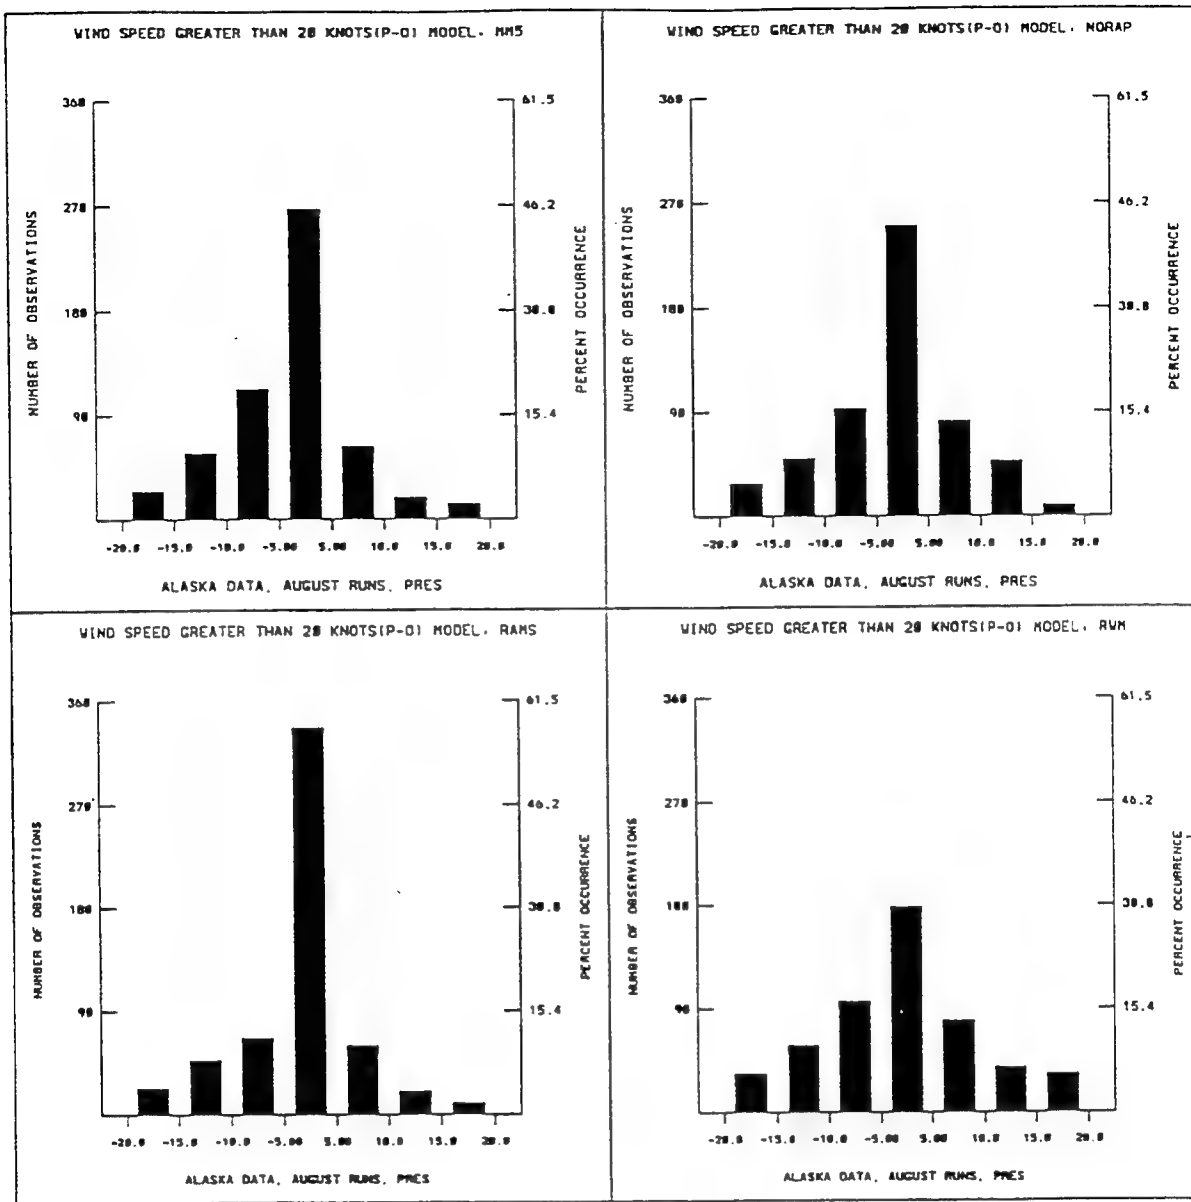 WIND SPEED GREATER THAN 20 KNOTS(P-O) MODEL, MM5
360
270
180
90
NUMBER OF OBSERVATIONS
61.5
46.2
30.8
15.4
PERCENT OCCURRENCE
-20.0 -15.0 -10.0 -5.00 5.00 10.0 15.0 20.0
ALASKA DATA, AUGUST RUNS, PRES
WIND SPEED GREATER THAN 20 KNOTS(P-O) MODEL, NORAP
360
270
180
90
NUMBER OF OBSERVATIONS
61.5
46.2
30.8
15.4
PERCENT OCCURRENCE
-20.0 -15.0 -10.0 -5.00 5.00 10.0 15.0 20.0
ALASKA DATA, AUGUST RUNS, PRES
WIND SPEED GREATER THAN 20 KNOTS(P-O) MODEL, RAMS
360
270
180
90
NUMBER OF OBSERVATIONS
61.5
46.2
30.8
15.4
PERCENT OCCURRENCE
-20.0 -15.0 -10.0 -5.00 5.00 10.0 15.0 20.0
ALASKA DATA, AUGUST RUNS, PRES
WIND SPEED GREATER THAN 20 KNOTS(P-O) MODEL, RWM
360
270
180
90
NUMBER OF OBSERVATIONS
61.5
46.2
30.8
15.4
PERCENT OCCURRENCE
-20.0 -15.0 -10.0 -5.00 5.00 10.0 15.0 20.0
ALASKA DATA, AUGUST RUNS, PRES